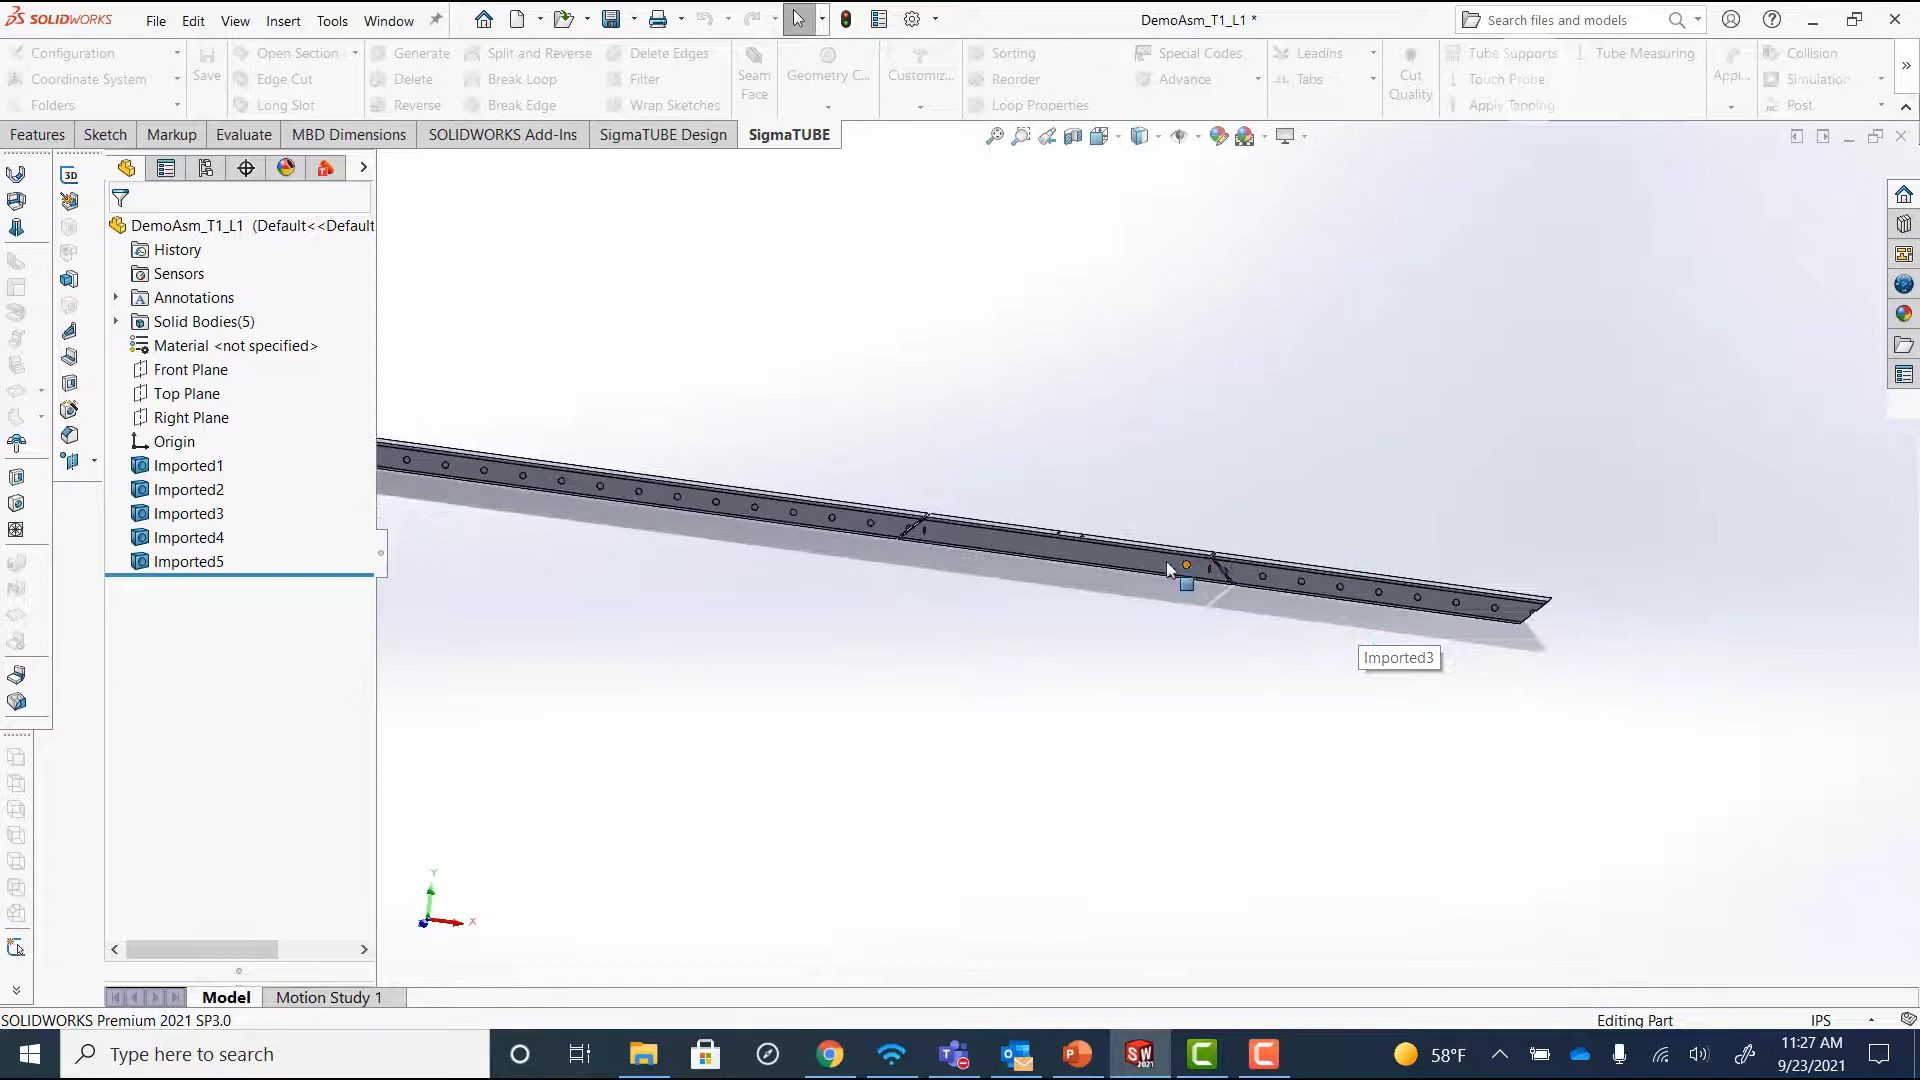 SOLIDWORKS
File Edit View Insert Tools Window
DemoAsm_T1_L1 *
Search files and models
Configuration
Coordinate System
Folders
Save
Open Section
Edge Cut
Long Slot
Generate
Delete
Reverse
Split and Reverse
Break Loop
Break Edge
Delete Edges
Filter
Wrap Sketches
Seam Face
Geometry C...
Customiz...
Sorting
Reorder
Loop Properties
Special Codes
Advance
Leadins
Tabs
Cut Quality
Tube Supports
Touch Probe
Apply Tapping
Tube Measuring
Appl...
Collision
Simulation
Post
Features Sketch Markup Evaluate MBD Dimensions SOLIDWORKS Add-Ins SigmaTUBE Design SigmaTUBE
DemoAsm_T1_L1 (Default<<Default
History
Sensors
Annotations
Solid Bodies(5)
Material <not specified>
Front Plane
Top Plane
Right Plane
Origin
Imported1
Imported2
Imported3
Imported4
Imported5
Imported3
Y
X
Model Motion Study 1
SOLIDWORKS Premium 2021 SP3.0
Editing Part
IPS
Type here to search
58°F
11:27 AM
9/23/2021